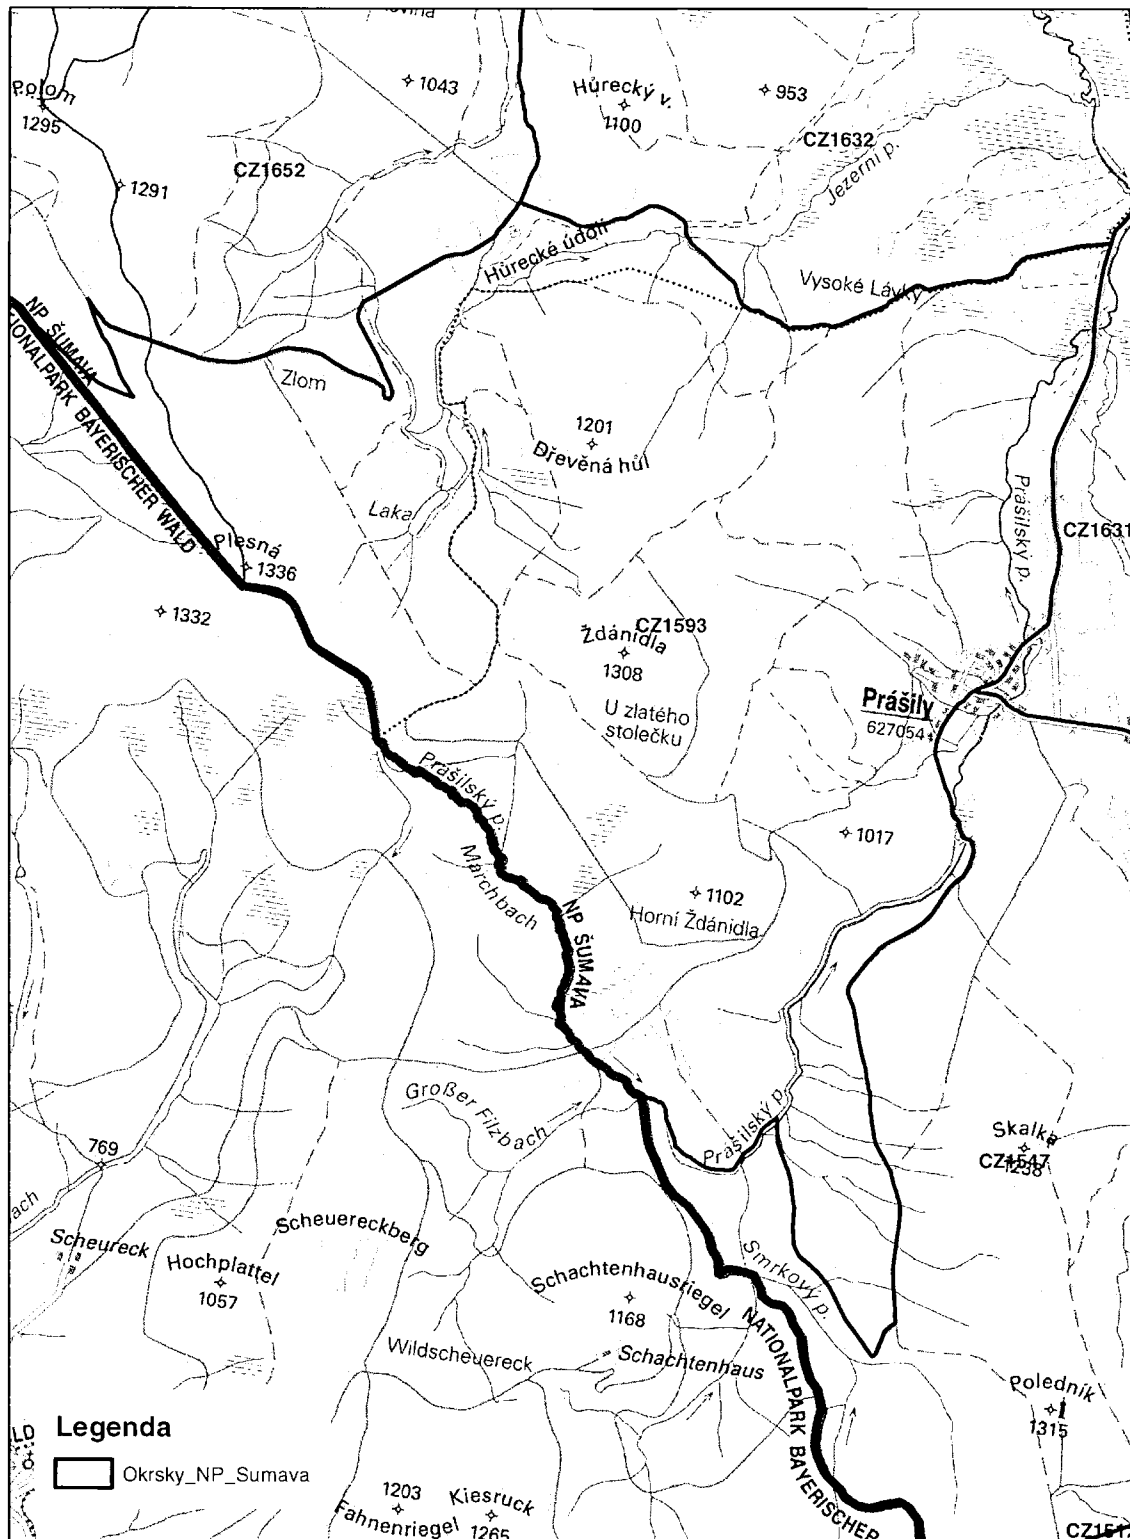 1043
Hůrecký v.
1100
953
Polom
1295
CZ1632
CZ1652
Jezerní p.
1291
Hůrecké údolí
Vysoké Lávky
NP ŠUMAVA
NATIONALPARK BAYERISCHER WALD
Zlom
1201
Dřevěná hůl
Laka
Prášilský p.
CZ1631
Plesná
1336
1332
CZ1593
Ždánidla
1308
U zlatého
stolečku
Prášily
627054
Prášilský p.
Marchbach
1017
1102
Horní Ždánidla
NP ŠUMAVA
Großer Filzbach
Prášilský p.
Skalka
CZ1547
1238
769
Scheureck
Scheuereckberg
Hochplattel
1057
Smrkový p.
Schachtenhausriegel
1168
Wildscheuereck
Schachtenhaus
NATIONALPARK BAYERISCHER
Poledník
1315
Legenda
Okrsky_NP_Sumava
1203
Fahnenriegel
Kiesruck
1265